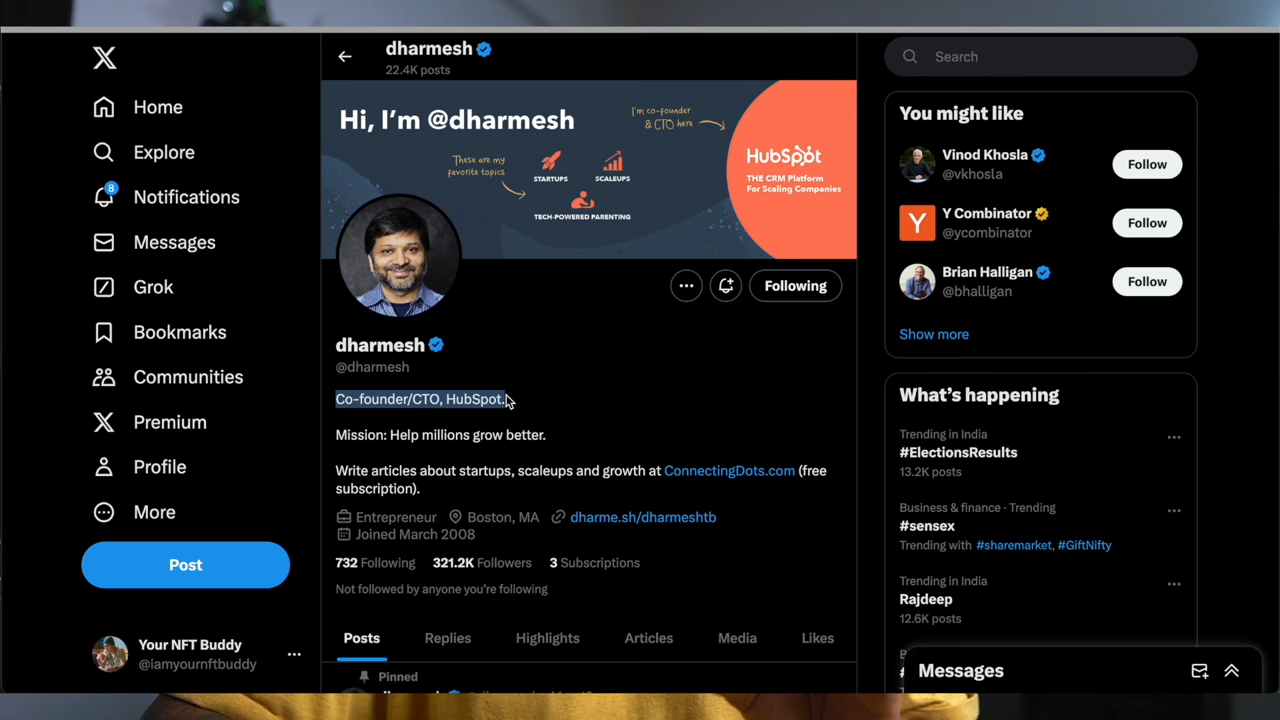 Home
Explore
8
Notifications
Messages
Grok
Bookmarks
Communities
X
Premium
Profile
More
Post
Your NFT Buddy
@iamyournftbuddy
dharmesh
22.4K posts
Hi, I'm @dharmesh
I'm co-founder
& CTO here
These are my
favorite topics
STARTUPS
SCALEUPS
TECH-POWERED PARENTING
HubSpot
THE CRM Platform
For Scaling Companies
Following
dharmesh
@dharmesh
Co-founder/CTO, HubSpot.
Mission: Help millions grow better.
Write articles about startups, scaleups and growth at ConnectingDots.com (free
subscription).
Entrepreneur Boston, MA dharme.sh/dharmeshtb
Joined March 2008
732 Following 321.2K Followers 3 Subscriptions
Not followed by anyone you're following
Posts Replies Highlights Articles Media Likes
Pinned
Search
You might like
Vinod Khosla
@vkhosla
Follow
Y
Y Combinator
@ycombinator
Follow
Brian Halligan
@bhalligan
Follow
Show more
What's happening
Trending in India
#ElectionsResults
13.2K posts
Business & finance · Trending
#sensex
Trending with #sharemarket, #GiftNifty
Trending in India
Rajdeep
12.6K posts
Messages